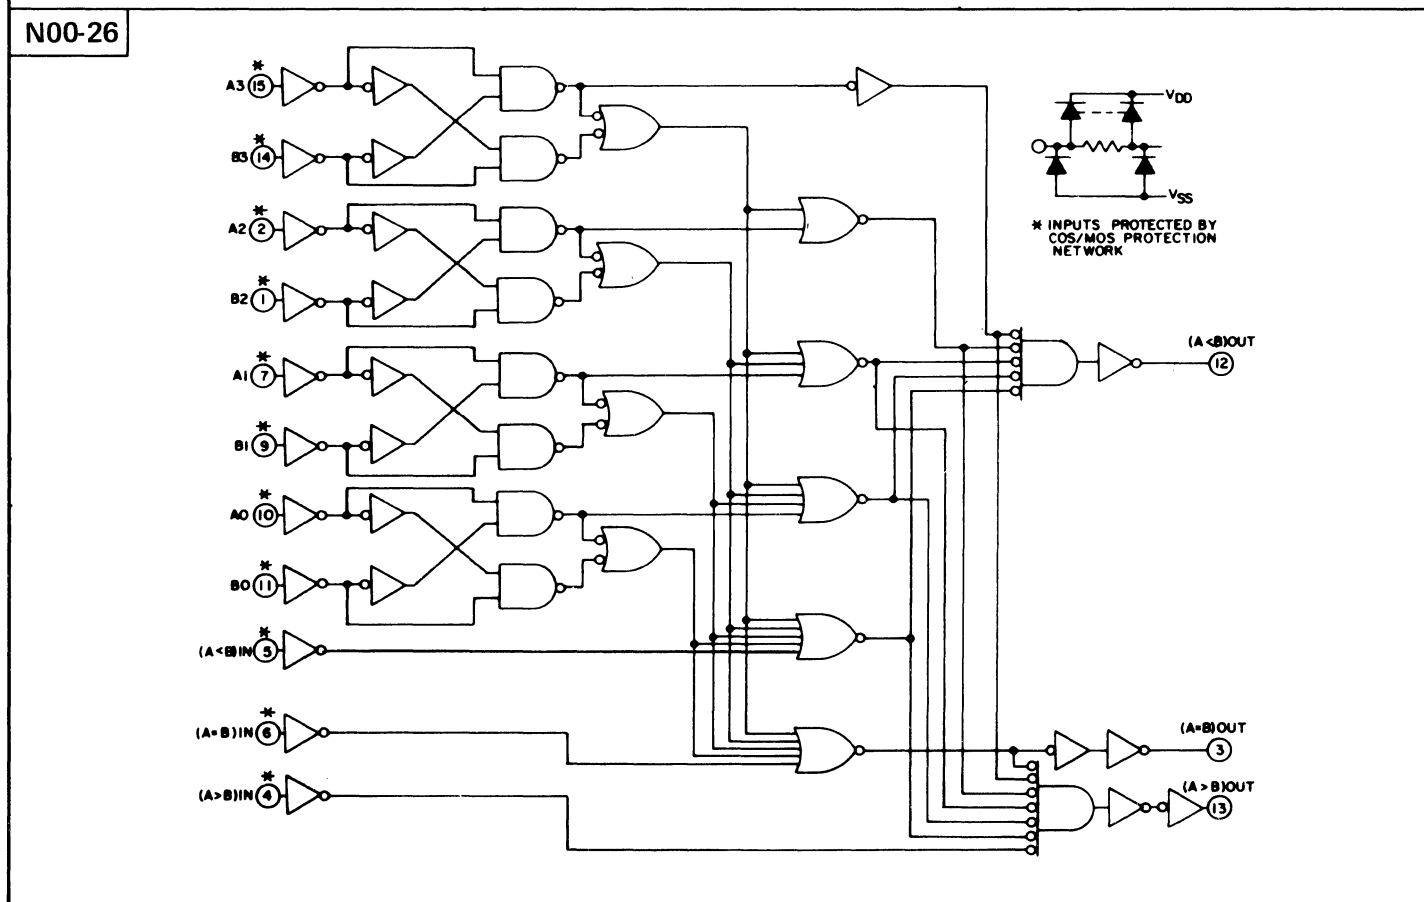 N00-26
* A3 15
* B3 14
* A2 2
* B2 1
* A1 7
* B1 9
* A0 10
* B0 11
* (A<B)IN 5
* (A=B)IN 6
* (A>B)IN 4
VDD
VSS
* INPUTS PROTECTED BY
COS/MOS PROTECTION
NETWORK
(A<B)OUT
12
(A=B)OUT
3
(A>B)OUT
13